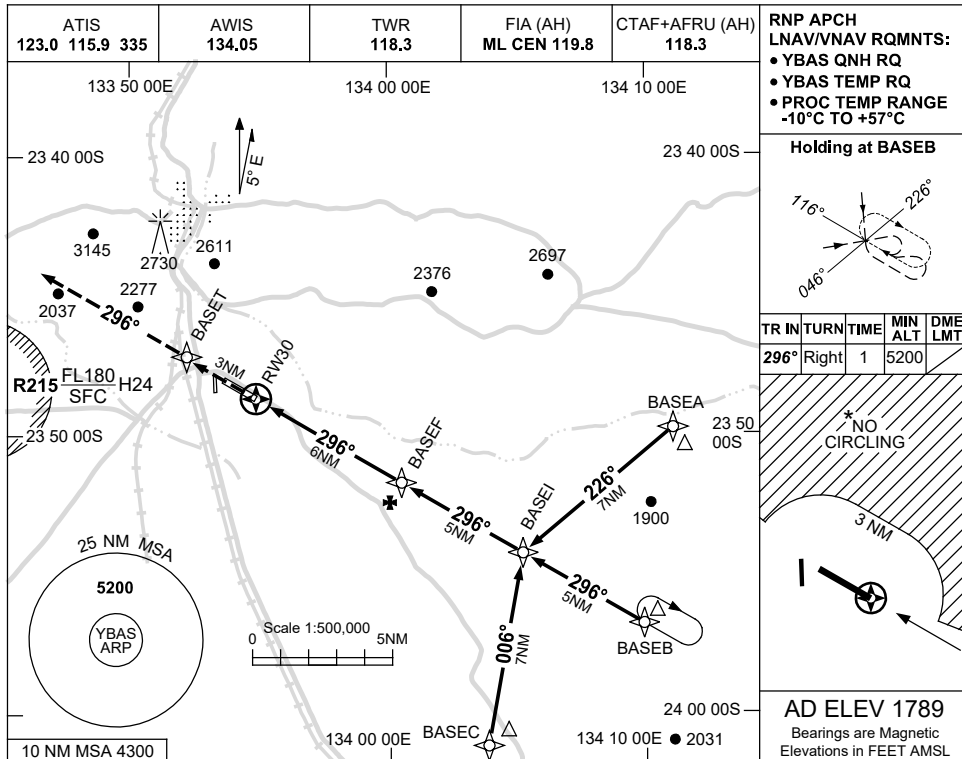 ATIS
123.0 115.9 335
AWIS
134.05
TWR
118.3
FIA (AH)
ML CEN 119.8
CTAF+AFRU (AH)
118.3
RNP APCH
LNAV/VNAV RQMNTS:
• YBAS QNH RQ
• YBAS TEMP RQ
• PROC TEMP RANGE
-10°C TO +57°C
133 50 00E
134 00 00E
134 10 00E
23 40 00S
23 40 00S
5° E
3145
2730
2611
2376
2697
2037
2277
296°
BASET
3NM
RW30
R215 FL180 H24
SFC
23 50 00S
23 50
00S
296°
6NM
BASEF
296°
5NM
BASEI
BASEA
226°
7NM
1900
296°
5NM
BASEB
006°
7NM
BASEC
25 NM MSA
5200
YBAS
ARP
Scale 1:500,000
0
5NM
10 NM MSA 4300
134 00 00E
134 10 00E
24 00 00S
2031
Holding at BASEB
116°
226°
046°
TR IN TURN TIME MIN ALT DME LMT
296° Right 1 5200
*NO
CIRCLING
3 NM
AD ELEV 1789
Bearings are Magnetic
Elevations in FEET AMSL